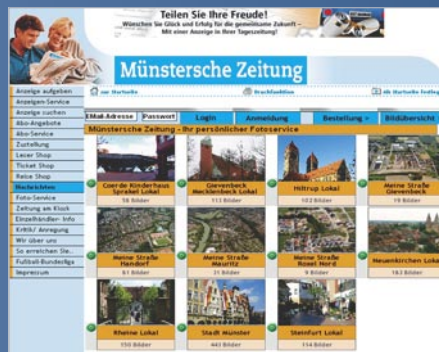 Teilen Sie Ihre Freude!
Wünschen Sie Glück und Erfolg für die gemeinsame Zukunft –
Mit einer Anzeige in Ihrer Tageszeitung!
Münstersche Zeitung
zur Startseite
Druckfunktion
als Startseite festleg
Anzeige aufgeben
Anzeigen-Service
Anzeige suchen
Abo-Angebote
Abo-Service
Zustellung
Leser Shop
Ticket Shop
Reise Shop
Nachrichten
Foto-Service
Zeitung am Kiosk
Einzelhändler- Info
Kritik/ Anregung
Wir über uns
So erreichen Sie..
Fußball-Bundesliga
Impressum
EMail-Adresse
Passwort
Login
Anmeldung
Bestellung >
Bildübersicht
Münstersche Zeitung - Ihr persönlicher Fotoservice
Coerde Kinderhaus
Sprakel Lokal
58 Bilder
Gievenbeck
Mecklenbeck Lokal
113 Bilder
Hiltrup Lokal
102 Bilder
Meine Straße
Gievenbeck
19 Bilder
Meine Straße
Handorf
81 Bilder
Meine Straße
Mauritz
31 Bilder
Meine Straße
Roxel Nord
9 Bilder
Neuenkirchen Lokal
183 Bilder
Rheine Lokal
150 Bilder
Stadt Münster
443 Bilder
Steinfurt Lokal
114 Bilder